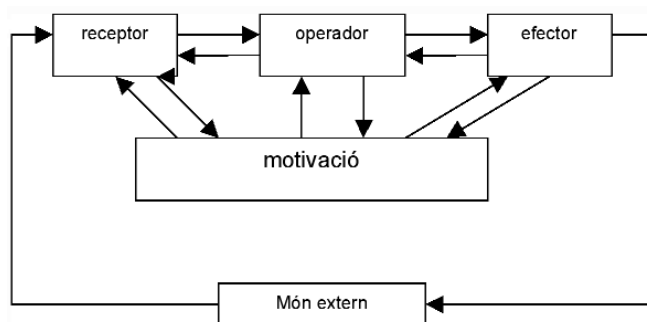 receptor
operador
efector
motivació
Món extern